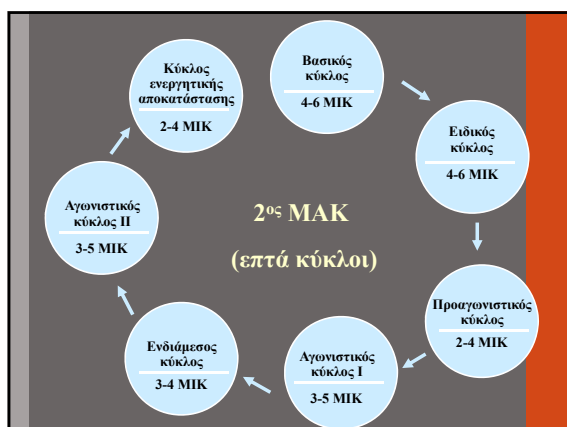 Βασικός
κύκλος
4-6 ΜΙΚ
Ειδικός
κύκλος
4-6 ΜΙΚ
Προαγωνιστικός
κύκλος
2-4 ΜΙΚ
Αγωνιστικός
κύκλος Ι
3-5 ΜΙΚ
Ενδιάμεσος
κύκλος
3-4 ΜΙΚ
Αγωνιστικός
κύκλος ΙΙ
3-5 ΜΙΚ
Κύκλος
ενεργητικής
αποκατάστασης
2-4 ΜΙΚ
2ος ΜΑΚ
(επτά κύκλοι)